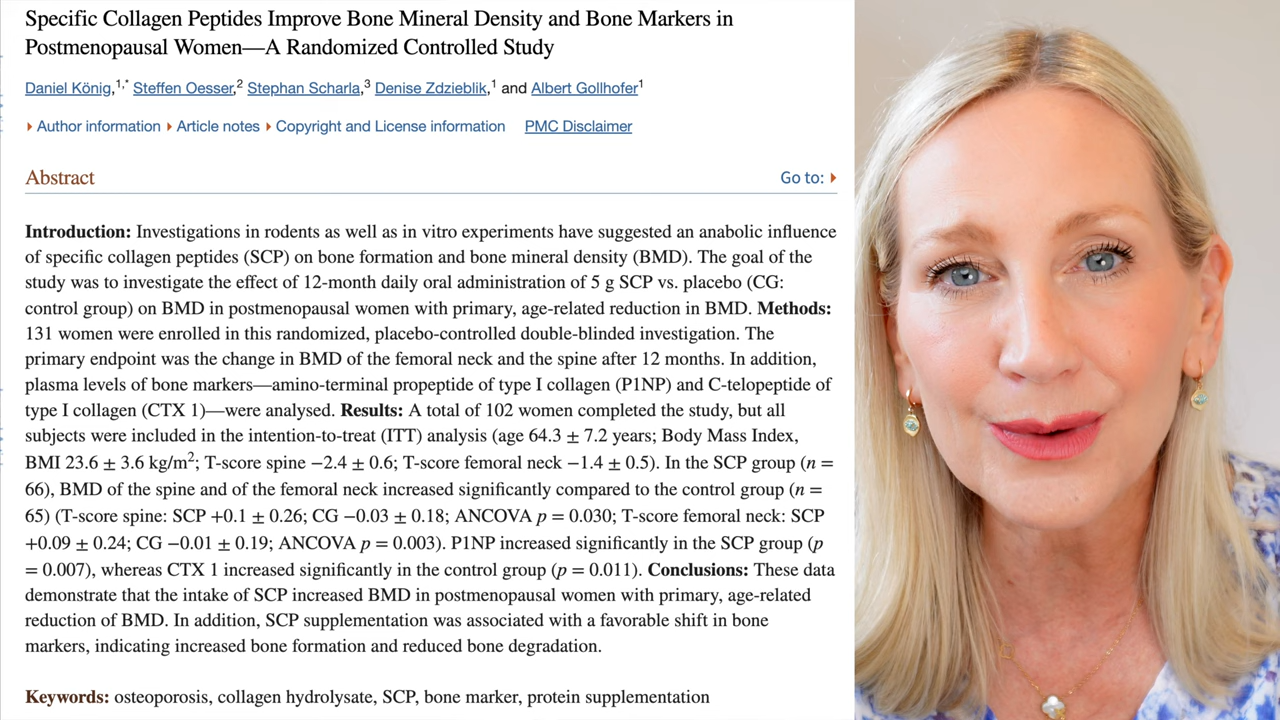 Specific Collagen Peptides Improve Bone Mineral Density and Bone Markers in
Postmenopausal Women—A Randomized Controlled Study
Daniel König,1,* Steffen Oesser,2 Stephan Scharla,3 Denise Zdzieblik,1 and Albert Gollhofer1
Author information Article notes Copyright and License information PMC Disclaimer
Abstract Go to:
Introduction: Investigations in rodents as well as in vitro experiments have suggested an anabolic influence
of specific collagen peptides (SCP) on bone formation and bone mineral density (BMD). The goal of the
study was to investigate the effect of 12-month daily oral administration of 5 g SCP vs. placebo (CG:
control group) on BMD in postmenopausal women with primary, age-related reduction in BMD. Methods:
131 women were enrolled in this randomized, placebo-controlled double-blinded investigation. The
primary endpoint was the change in BMD of the femoral neck and the spine after 12 months. In addition,
plasma levels of bone markers—amino-terminal propeptide of type I collagen (P1NP) and C-telopeptide of
type I collagen (CTX 1)—were analysed. Results: A total of 102 women completed the study, but all
subjects were included in the intention-to-treat (ITT) analysis (age 64.3 ± 7.2 years; Body Mass Index,
BMI 23.6 ± 3.6 kg/m2; T-score spine −2.4 ± 0.6; T-score femoral neck −1.4 ± 0.5). In the SCP group (n =
66), BMD of the spine and of the femoral neck increased significantly compared to the control group (n =
65) (T-score spine: SCP +0.1 ± 0.26; CG −0.03 ± 0.18; ANCOVA p = 0.030; T-score femoral neck: SCP
+0.09 ± 0.24; CG −0.01 ± 0.19; ANCOVA p = 0.003). P1NP increased significantly in the SCP group (p
= 0.007), whereas CTX 1 increased significantly in the control group (p = 0.011). Conclusions: These data
demonstrate that the intake of SCP increased BMD in postmenopausal women with primary, age-related
reduction of BMD. In addition, SCP supplementation was associated with a favorable shift in bone
markers, indicating increased bone formation and reduced bone degradation.
Keywords: osteoporosis, collagen hydrolysate, SCP, bone marker, protein supplementation